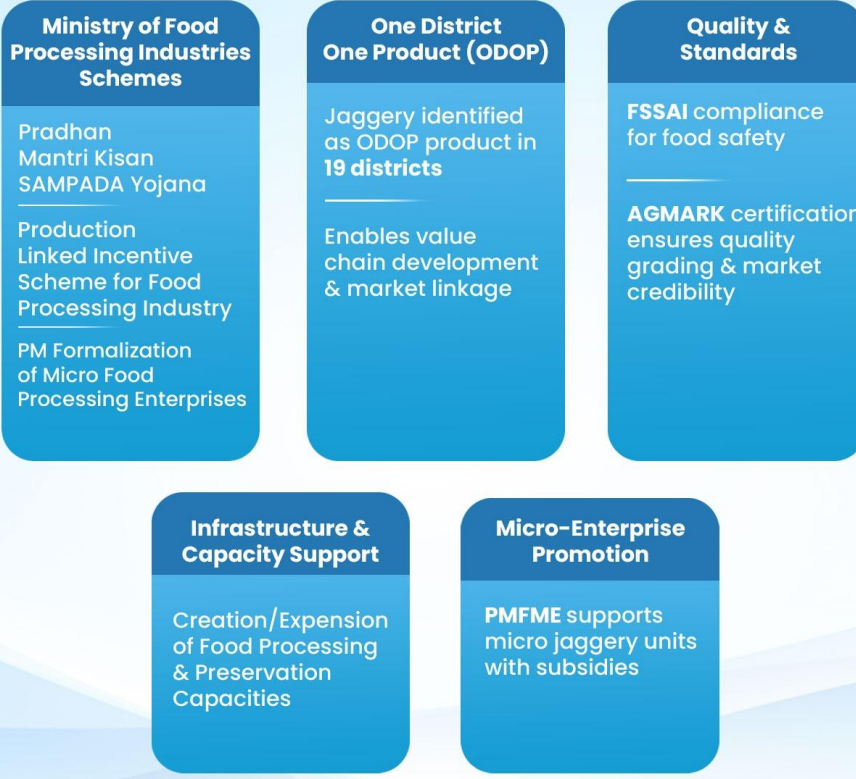 Ministry of Food
Processing Industries
Schemes
Pradhan
Mantri Kisan
SAMPADA Yojana
Production
Linked Incentive
Scheme for Food
Processing Industry
PM Formalization
of Micro Food
Processing Enterprises
One District
One Product (ODOP)
Jaggery identified
as ODOP product in
19 districts
Enables value
chain development
& market linkage
Quality &
Standards
FSSAI compliance
for food safety
AGMARK certification
ensures quality
grading & market
credibility
Infrastructure &
Capacity Support
Creation/Expension
of Food Processing
& Preservation
Capacities
Micro-Enterprise
Promotion
PMFME supports
micro jaggery units
with subsidies